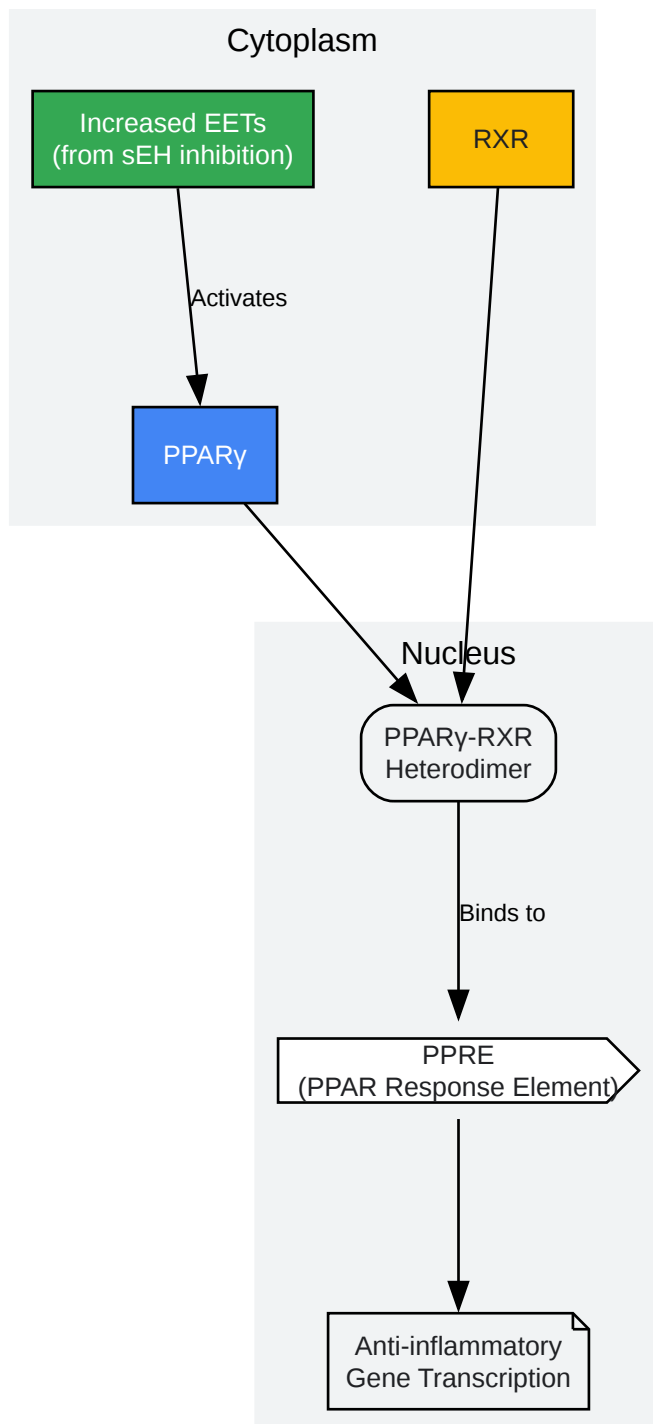 Cytoplasm
Increased EETs
(from sEH inhibition)
RXR
Activates
PPARγ
Nucleus
PPARγ-RXR
Heterodimer
Binds to
PPRE
(PPAR Response Element)
Anti-inflammatory
Gene Transcription